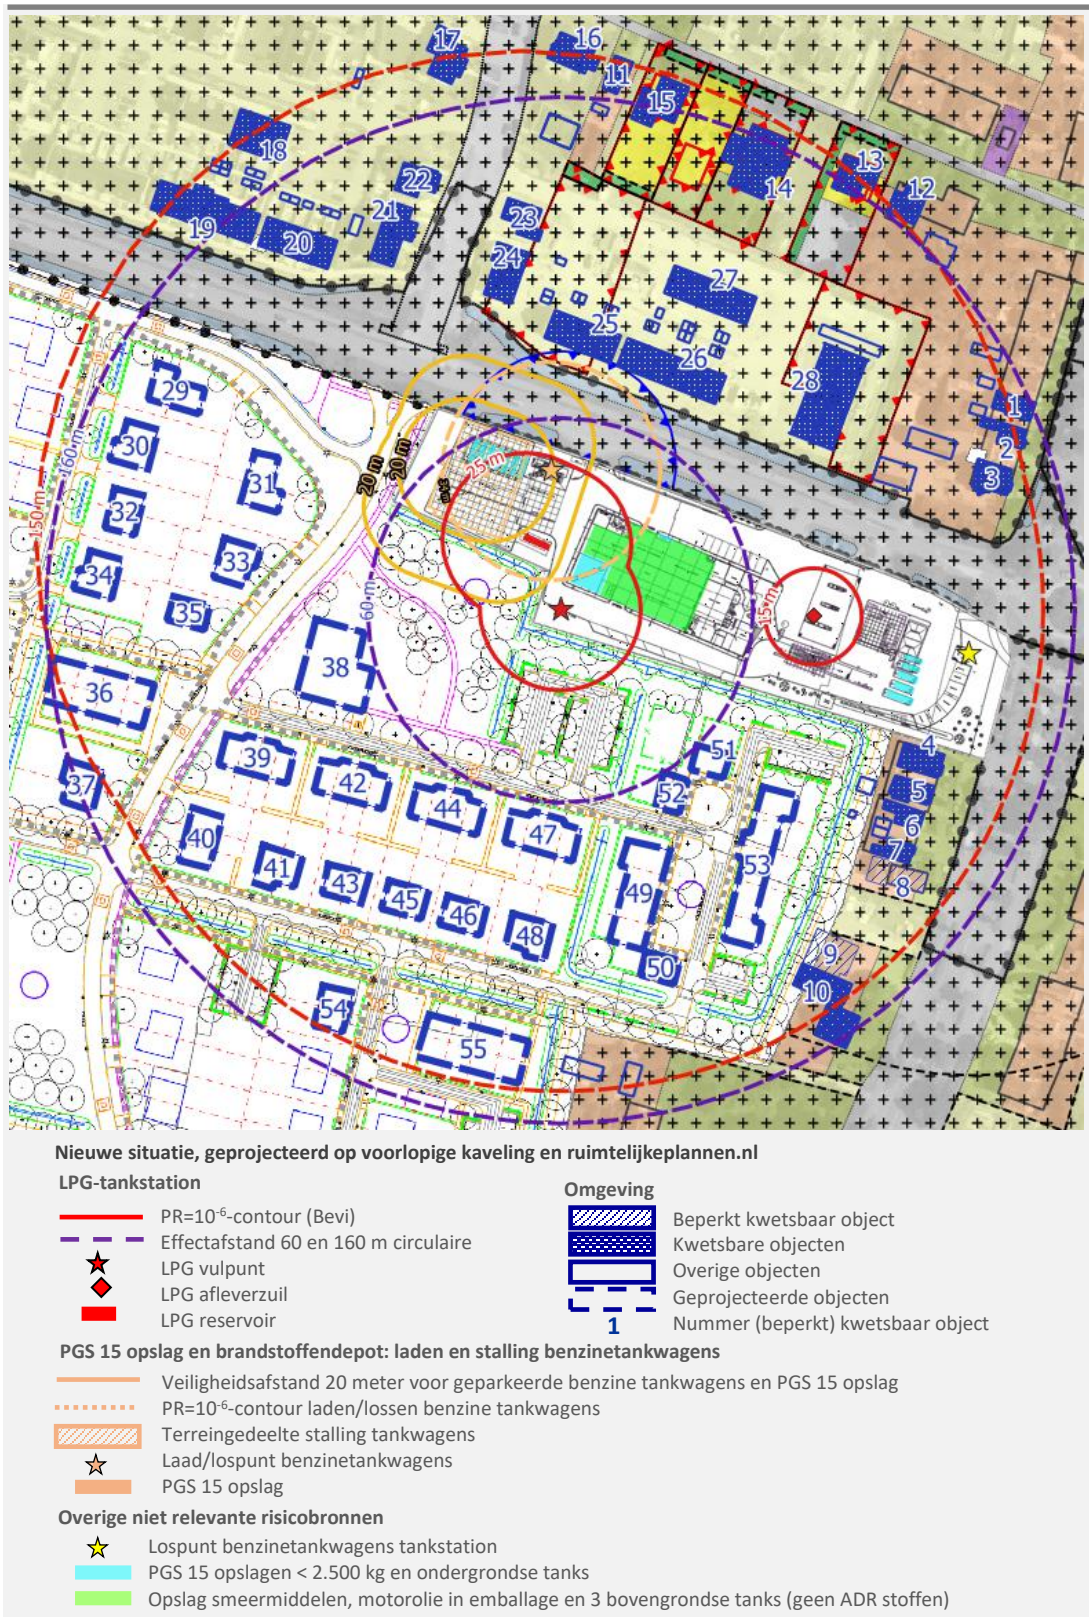 17
16
11
15
18
14
13
12
22
19
20
21
23
24
27
25
26
28
1
2
3
29
30
31
32
33
34
35
36
37
38
160 m
150 m
20 m
20 m
25 m
60 m
15 m
39
42
44
47
51
52
53
40
41
43
45
46
48
49
50
4
5
6
7
8
9
10
54
55
Nieuwe situatie, geprojecteerd op voorlopige kaveling en ruimtelijkeplannen.nl
LPG-tankstation
PR=10⁻⁶-contour (Bevi)
Effectafstand 60 en 160 m circulaire
LPG vulpunt
LPG afleverzuil
LPG reservoir
Omgeving
Beperkt kwetsbaar object
Kwetsbare objecten
Overige objecten
Geprojecteerde objecten
1 Nummer (beperkt) kwetsbaar object
PGS 15 opslag en brandstoffendepot: laden en stalling benzinetankwagens
Veiligheidsafstand 20 meter voor geparkeerde benzine tankwagens en PGS 15 opslag
PR=10⁻⁶-contour laden/lossen benzine tankwagens
Terreingedeelte stalling tankwagens
Laad/lospunt benzinetankwagens
PGS 15 opslag
Overige niet relevante risicobronnen
Lospunt benzinetankwagens tankstation
PGS 15 opslagen < 2.500 kg en ondergrondse tanks
Opslag smeermiddelen, motorolie in emballage en 3 bovengrondse tanks (geen ADR stoffen)